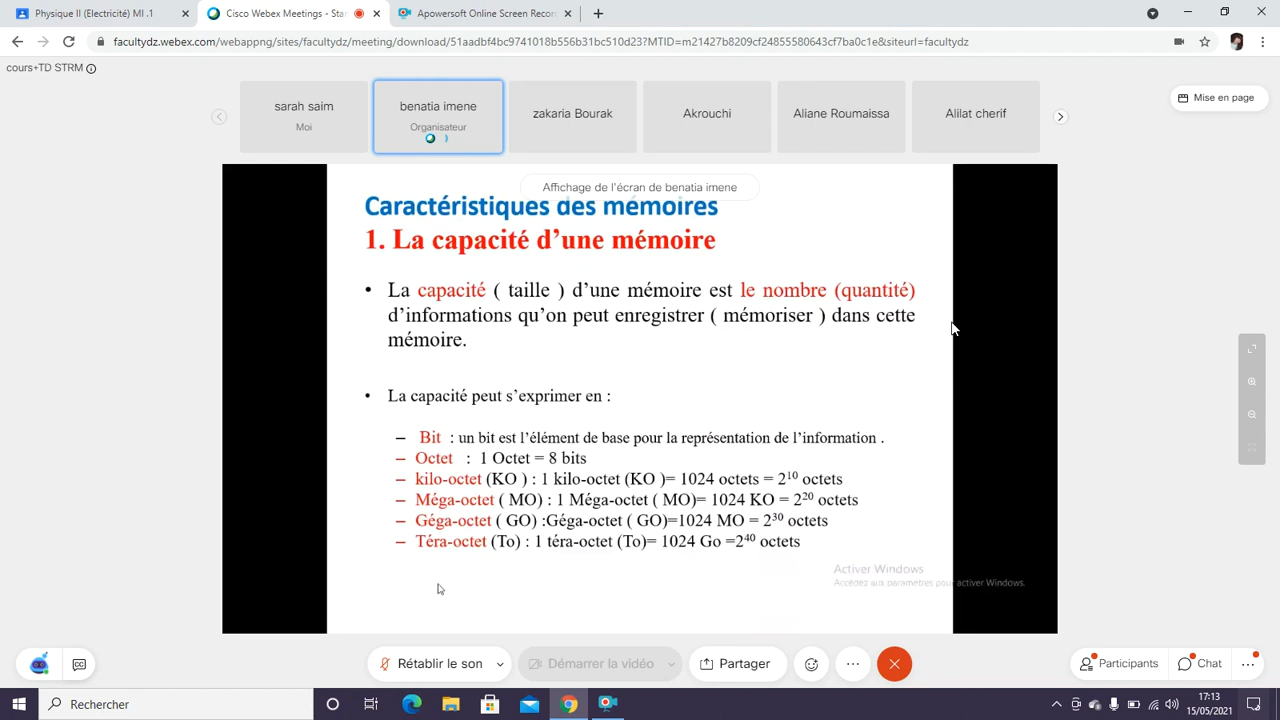 Physique II (Electricité) MI .1
Cisco Webex Meetings - Star
Apowersoft Online Screen Recor
facultydz.webex.com/webappng/sites/facultydz/meeting/download/51aadbf4bc9741018b556b31bc510d23?MTID=m21427b8209cf24855580643cf7ba0c1e&siteurl=facultydz
cours+TD STRM
sarah saim
Moi
benatia imene
Organisateur
zakaria Bourak
Akrouchi
Aliane Roumaissa
Alilat cherif
Mise en page
Affichage de l'écran de benatia imene
Caractéristiques des mémoires
1. La capacité d’une mémoire
• La capacité ( taille ) d’une mémoire est le nombre (quantité)
d’informations qu’on peut enregistrer ( mémoriser ) dans cette
mémoire.
• La capacité peut s’exprimer en :
– Bit : un bit est l’élément de base pour la représentation de l’information .
– Octet : 1 Octet = 8 bits
– kilo-octet (KO ) : 1 kilo-octet (KO )= 1024 octets = 2¹⁰ octets
– Méga-octet ( MO) : 1 Méga-octet ( MO)= 1024 KO = 2²⁰ octets
– Géga-octet ( GO) :Géga-octet ( GO)=1024 MO = 2³⁰ octets
– Téra-octet (To) : 1 téra-octet (To)= 1024 Go =2⁴⁰ octets
Activer Windows
Accédez aux paramètres pour activer Windows.
Rétablir le son
Démarrer la vidéo
Partager
Participants
Chat
Rechercher
17:13
15/05/2021